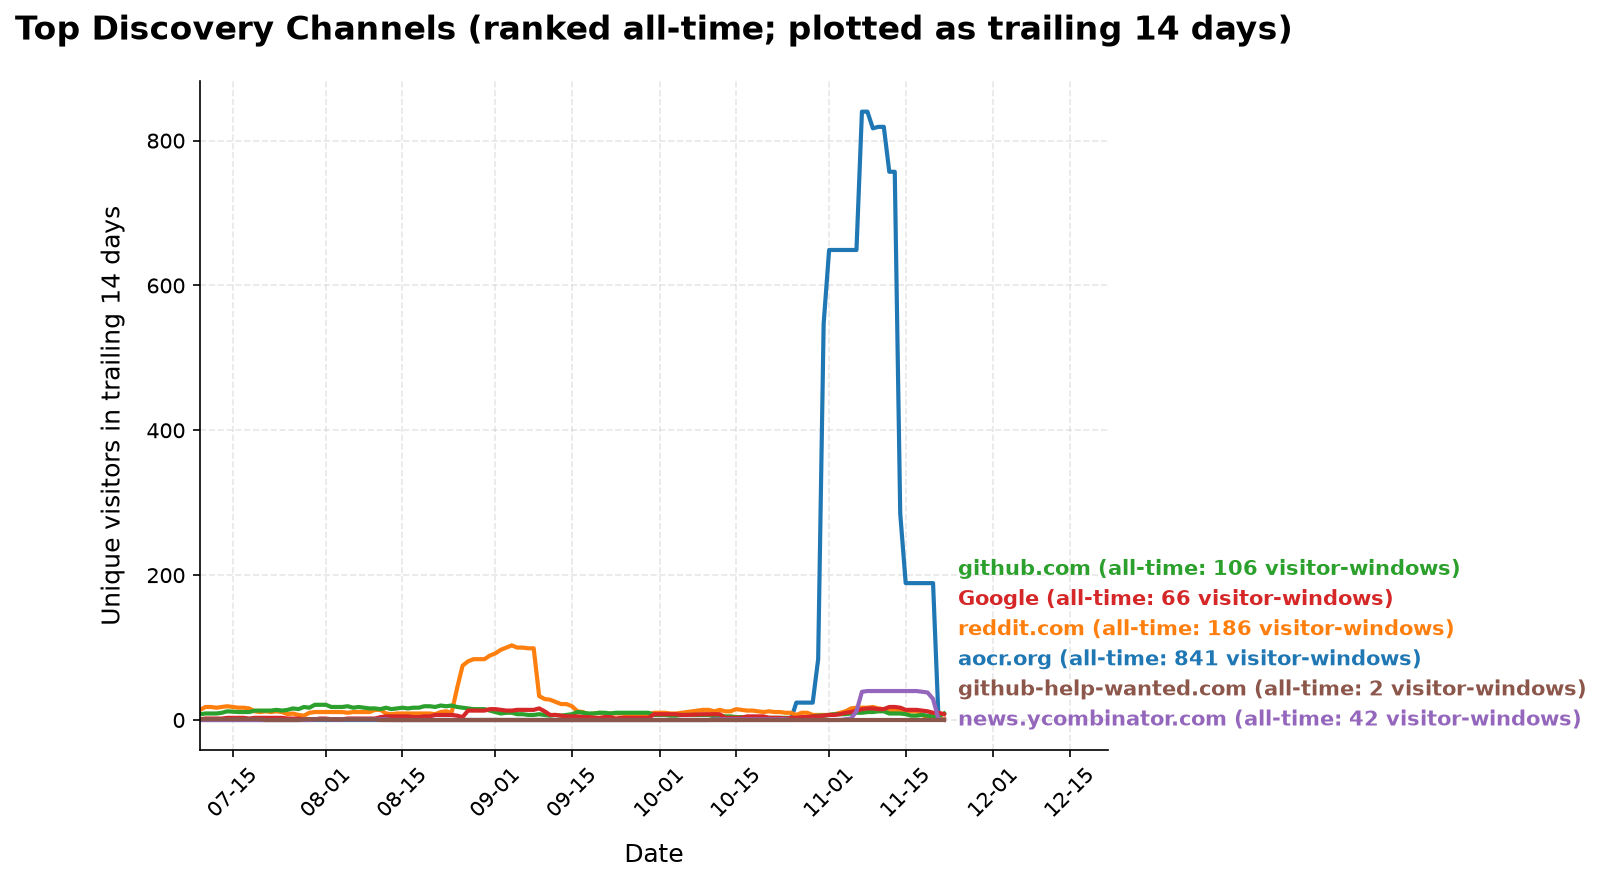 Top Discovery Channels (ranked all-time; plotted as trailing 14 days)
Unique visitors in trailing 14 days
800
600
400
200
0
github.com (all-time: 106 visitor-windows)
Google (all-time: 66 visitor-windows)
reddit.com (all-time: 186 visitor-windows)
aocr.org (all-time: 841 visitor-windows)
github-help-wanted.com (all-time: 2 visitor-windows)
news.ycombinator.com (all-time: 42 visitor-windows)
07-15
08-01
08-15
09-01
09-15
10-01
10-15
11-01
11-15
12-01
12-15
Date